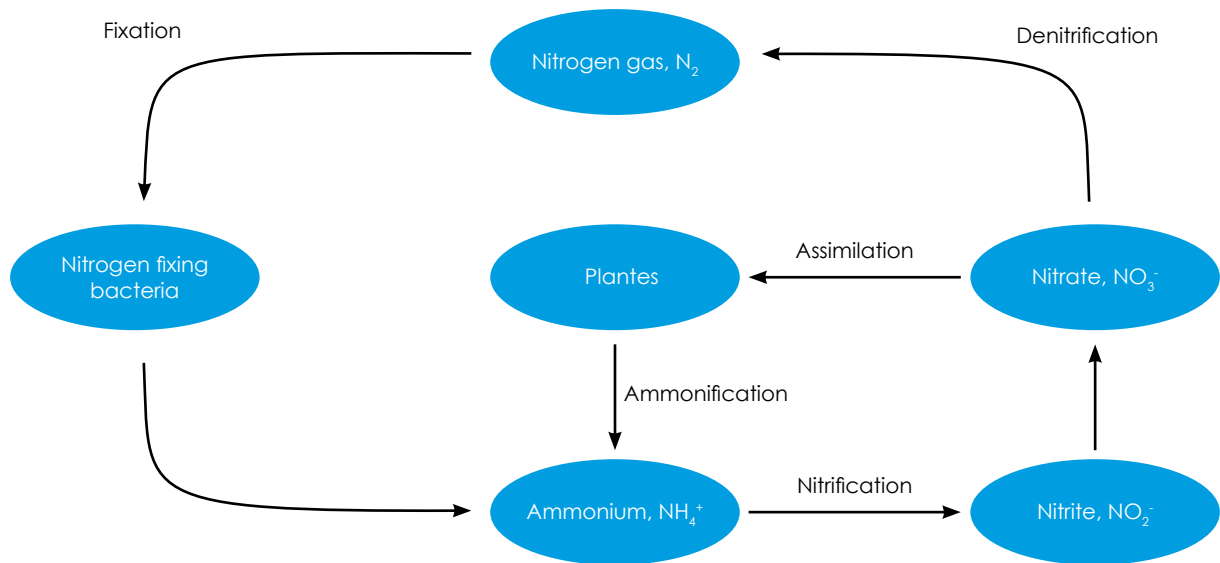 Fixation
Nitrogen gas, N₂
Denitrification
Nitrogen fixing
bacteria
Plantes
Assimilation
Nitrate, NO₃⁻
Ammonification
Ammonium, NH₄⁺
Nitrification
Nitrite, NO₂⁻